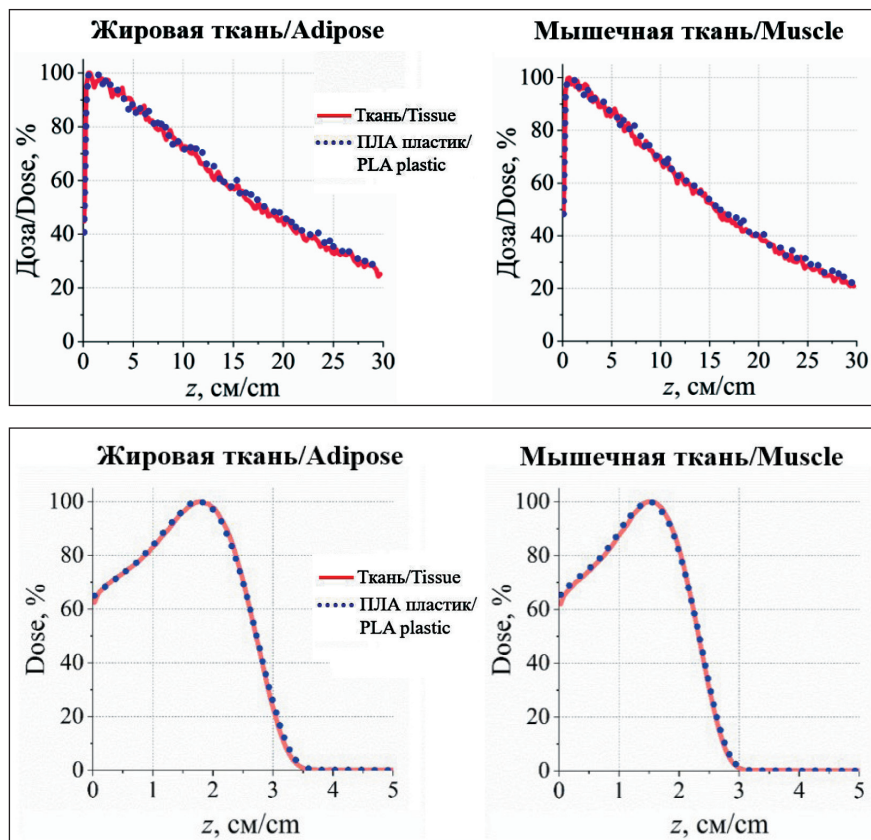 Жировая ткань/Adipose
Мышечная ткань/Muscle
Доза/Dose, %
100
80
60
40
20
0
Ткань/Tissue
ПЛА пластик/
PLA plastic
0 5 10 15 20 25 30
z, см/cm
Доза/Dose, %
100
80
60
40
20
0
0 5 10 15 20 25 30
z, см/cm
Жировая ткань/Adipose
Мышечная ткань/Muscle
Dose, %
100
80
60
40
20
0
Ткань/Tissue
ПЛА пластик/
PLA plastic
0 1 2 3 4 5
z, см/cm
Dose, %
100
80
60
40
20
0
0 1 2 3 4 5
z, см/cm